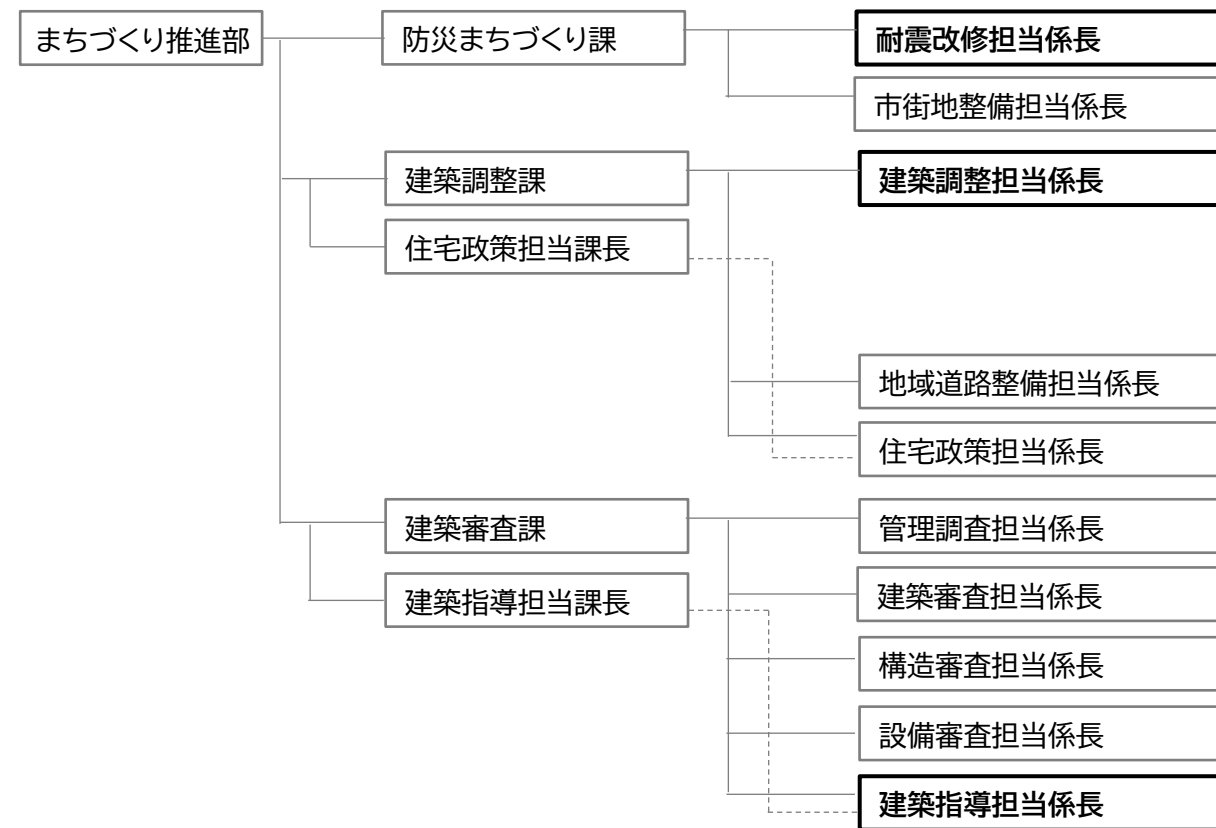 まちづくり推進部
防災まちづくり課
耐震改修担当係長
市街地整備担当係長
建築調整課
建築調整担当係長
住宅政策担当課長
地域道路整備担当係長
住宅政策担当係長
建築審査課
管理調査担当係長
建築指導担当課長
建築審査担当係長
構造審査担当係長
設備審査担当係長
建築指導担当係長